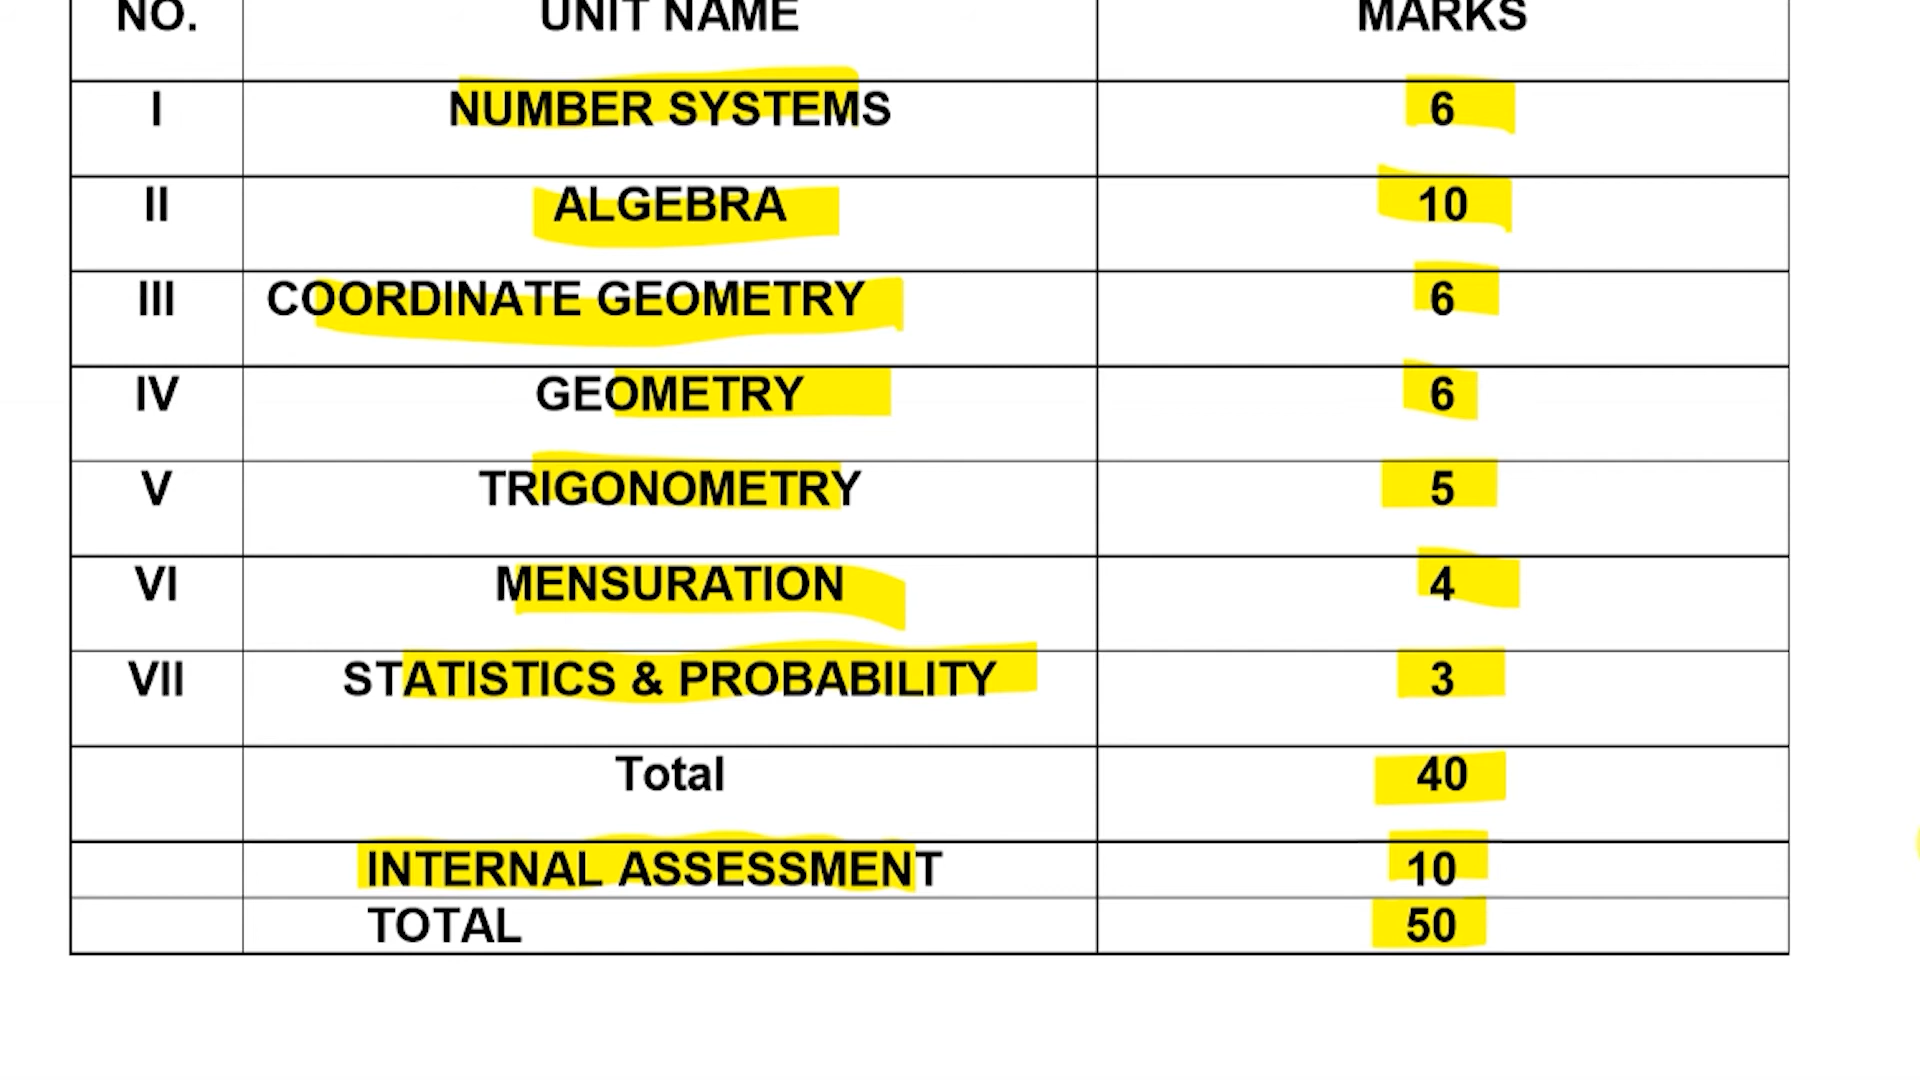 NO. UNIT NAME MARKS
I NUMBER SYSTEMS 6
II ALGEBRA 10
III COORDINATE GEOMETRY 6
IV GEOMETRY 6
V TRIGONOMETRY 5
VI MENSURATION 4
VII STATISTICS & PROBABILITY 3
Total 40
INTERNAL ASSESSMENT 10
TOTAL 50